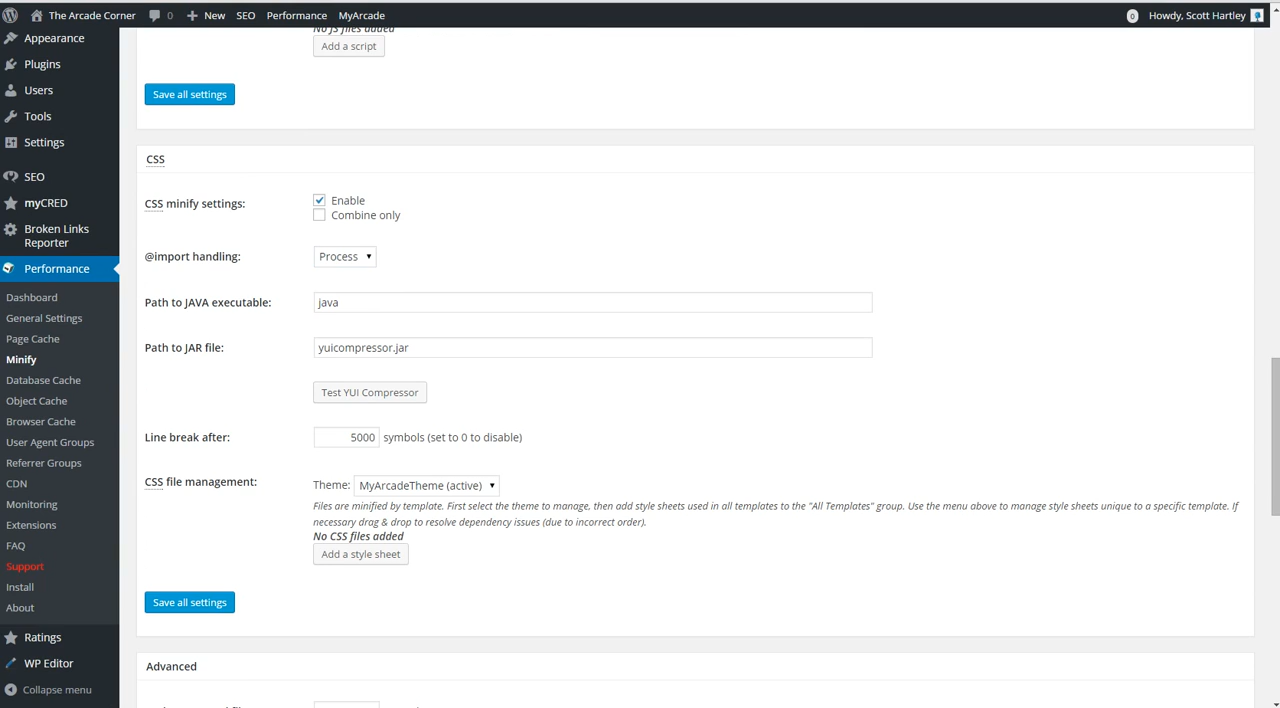 The Arcade Corner 0 New SEO Performance MyArcade 0 Howdy, Scott Hartley
Appearance
Plugins
Users
Tools
Settings
SEO
myCRED
Broken Links
Reporter
Performance
Dashboard
General Settings
Page Cache
Minify
Database Cache
Object Cache
Browser Cache
User Agent Groups
Referrer Groups
CDN
Monitoring
Extensions
FAQ
Support
Install
About
Ratings
WP Editor
Collapse menu
No JS files added
Add a script
Save all settings
CSS
CSS minify settings: Enable
Combine only
@import handling: Process
Path to JAVA executable: java
Path to JAR file: yuicompressor.jar
Test YUI Compressor
Line break after: 5000 symbols (set to 0 to disable)
CSS file management: Theme: MyArcadeTheme (active)
Files are minified by template. First select the theme to manage, then add style sheets used in all templates to the "All Templates" group. Use the menu above to manage style sheets unique to a specific template. If
necessary drag & drop to resolve dependency issues (due to incorrect order).
No CSS files added
Add a style sheet
Save all settings
Advanced